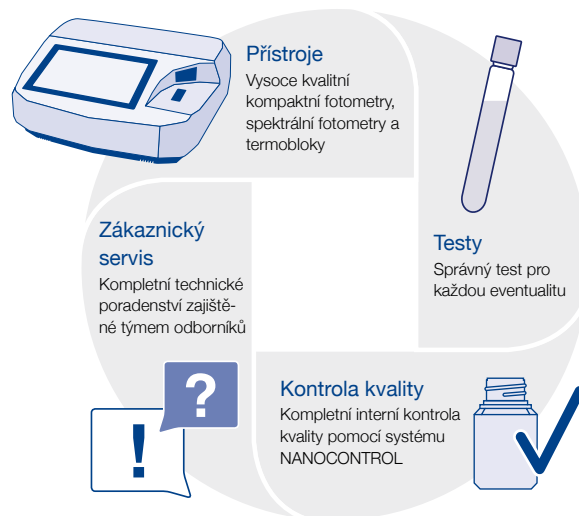 Přístroje
Vysoce kvalitní
kompaktní fotometry,
spektrální fotometry a
termobloky
Testy
Správný test pro
každou eventualitu
Zákaznický
servis
Kompletní technické
poradenství zajiště-
né týmem odborníků
Kontrola kvality
Kompletní interní kontrola
kvality pomocí systému
NANOCONTROL
?
!